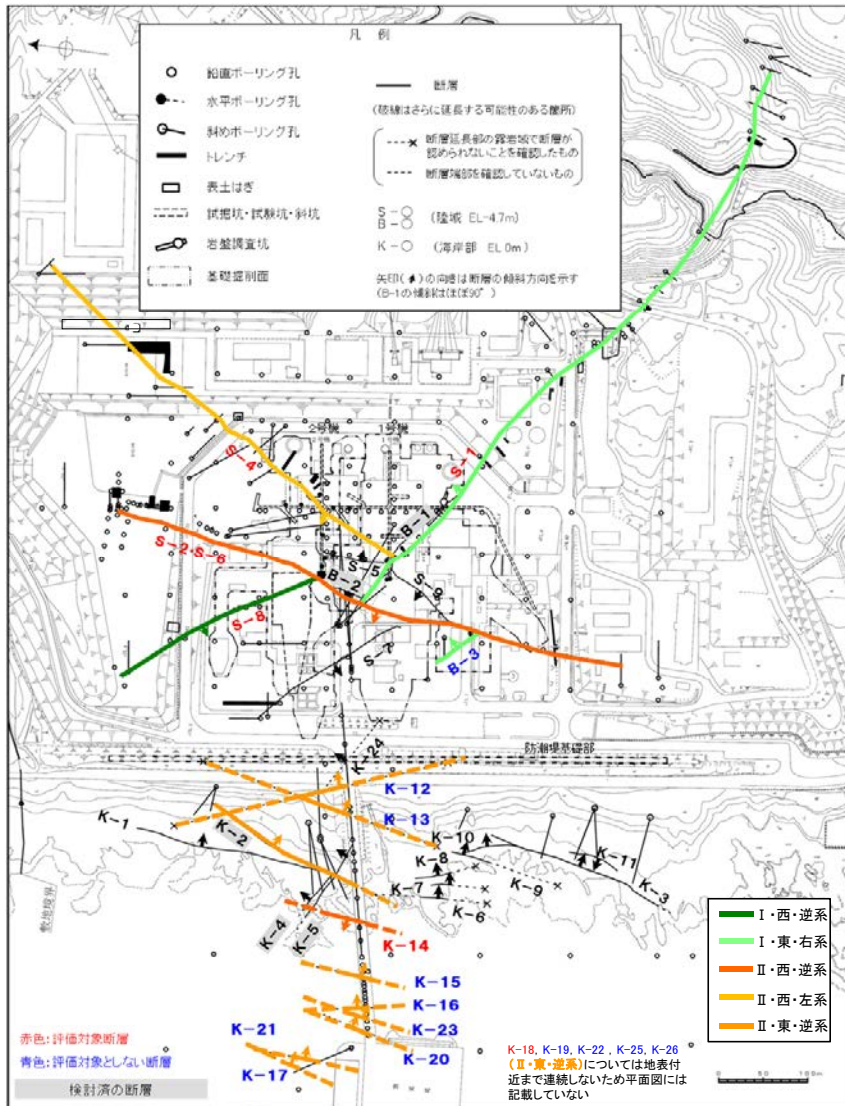 凡 例
鉛直ボーリング孔
水平ボーリング孔
斜めボーリング孔
トレンチ
表土はぎ
試掘坑・試験坑・斜坑
岩盤調査坑
基礎掘削面
断層
(破線はさらに延長する可能性のある箇所)
断層延長部の露岩域で断層が
認められないことを確認したもの
断層端部を確認していないもの
S-○
B-○
(陸域 EL-4.7m)
K-○ (海岸部 EL 0m)
矢印( )の向きは断層の傾斜方向を示す
(B-1の傾斜はほぼ90°)
2号機
1号機
S-4
S-1
B-1
S-2・S-6
S-5
B-2
S-9
S-8
S-7
B-3
防潮堤基礎部
K-24
K-12
K-13
K-1
K-2
K-10
K-8
K-11
K-7
K-9
K-3
K-6
K-4
K-5
K-14
敷地境界
K-15
K-16
K-23
K-21
K-20
K-17
I・西・逆系
I・東・右系
II・西・逆系
II・西・左系
II・東・逆系
赤色:評価対象断層
青色:評価対象としない断層
検討済の断層
K-18, K-19, K-22 , K-25, K-26
(II・東・逆系)については地表付
近まで連続しないため平面図には
記載していない
0 50 100m